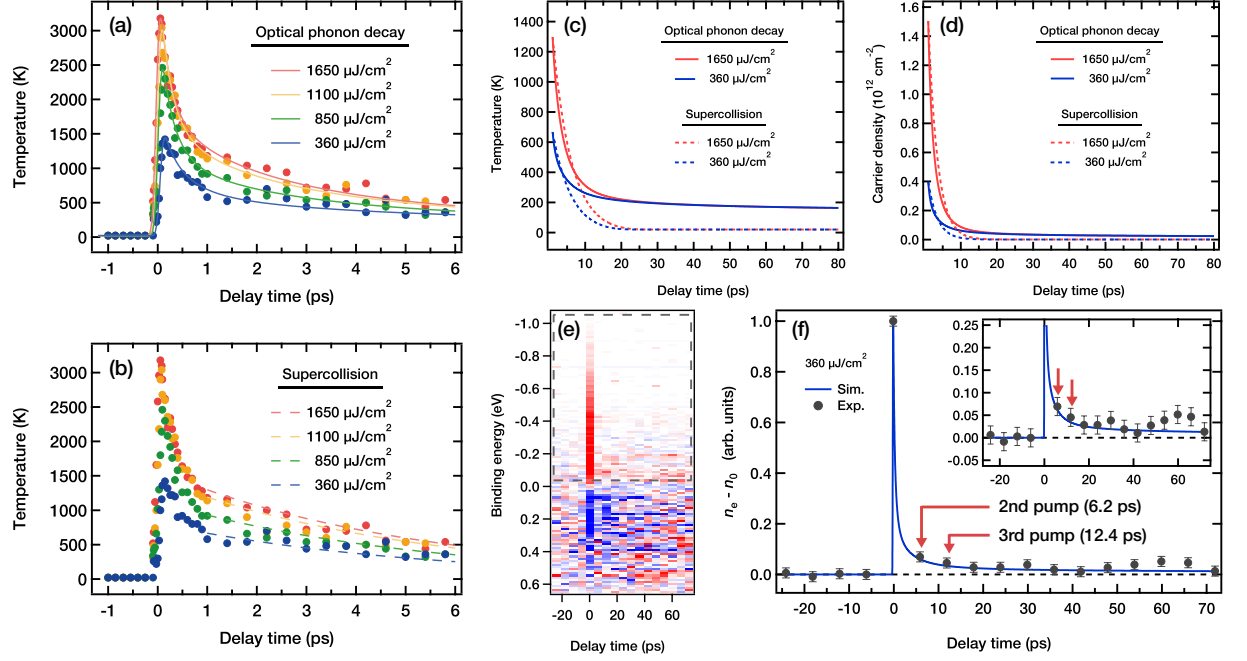 (a)
Optical phonon decay
1650 µJ/cm2
1100 µJ/cm2
850 µJ/cm2
360 µJ/cm2
Temperature (K)
3000
2500
2000
1500
1000
500
0
-1 0 1 2 3 4 5 6
Delay time (ps)
(c)
Optical phonon decay
1650 µJ/cm2
360 µJ/cm2
Supercollision
1650 µJ/cm2
360 µJ/cm2
Temperature (K)
1400
1200
1000
800
600
400
200
0
10 20 30 40 50 60 70 80
Delay time (ps)
(d)
Optical phonon decay
1650 µJ/cm2
360 µJ/cm2
Supercollision
1650 µJ/cm2
360 µJ/cm2
Carrier density (10^12 cm^-2)
1.6
1.4
1.2
1.0
0.8
0.6
0.4
0.2
0.0
10 20 30 40 50 60 70 80
Delay time (ps)
(b)
Supercollision
1650 µJ/cm2
1100 µJ/cm2
850 µJ/cm2
360 µJ/cm2
Temperature (K)
3000
2500
2000
1500
1000
500
0
-1 0 1 2 3 4 5 6
Delay time (ps)
(e)
Binding energy (eV)
-1.0
-0.8
-0.6
-0.4
-0.2
0.0
0.2
0.4
0.6
-20 0 20 40 60
Delay time (ps)
(f)
360 µJ/cm2
Sim.
Exp.
ne - n0 (arb. units)
1.0
0.8
0.6
0.4
0.2
0.0
-20 -10 0 10 20 30 40 50 60 70
Delay time (ps)
0.25
0.20
0.15
0.10
0.05
0.00
-0.05
-20 0 20 40 60
2nd pump (6.2 ps)
3rd pump (12.4 ps)